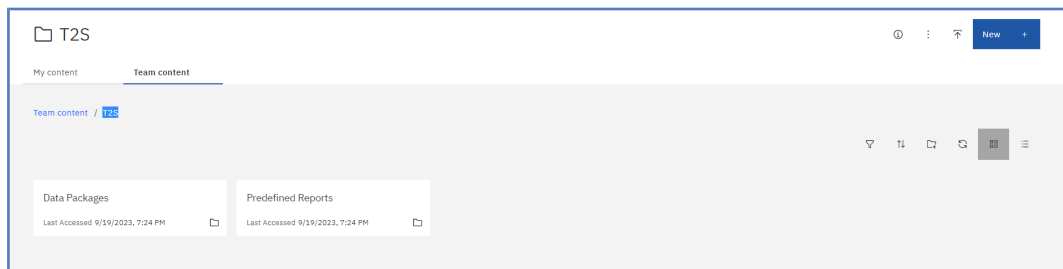 T2S
New +
My content Team content
Team content / T2S
Data Packages
Last Accessed 9/19/2023, 7:24 PM
Predefined Reports
Last Accessed 9/19/2023, 7:24 PM